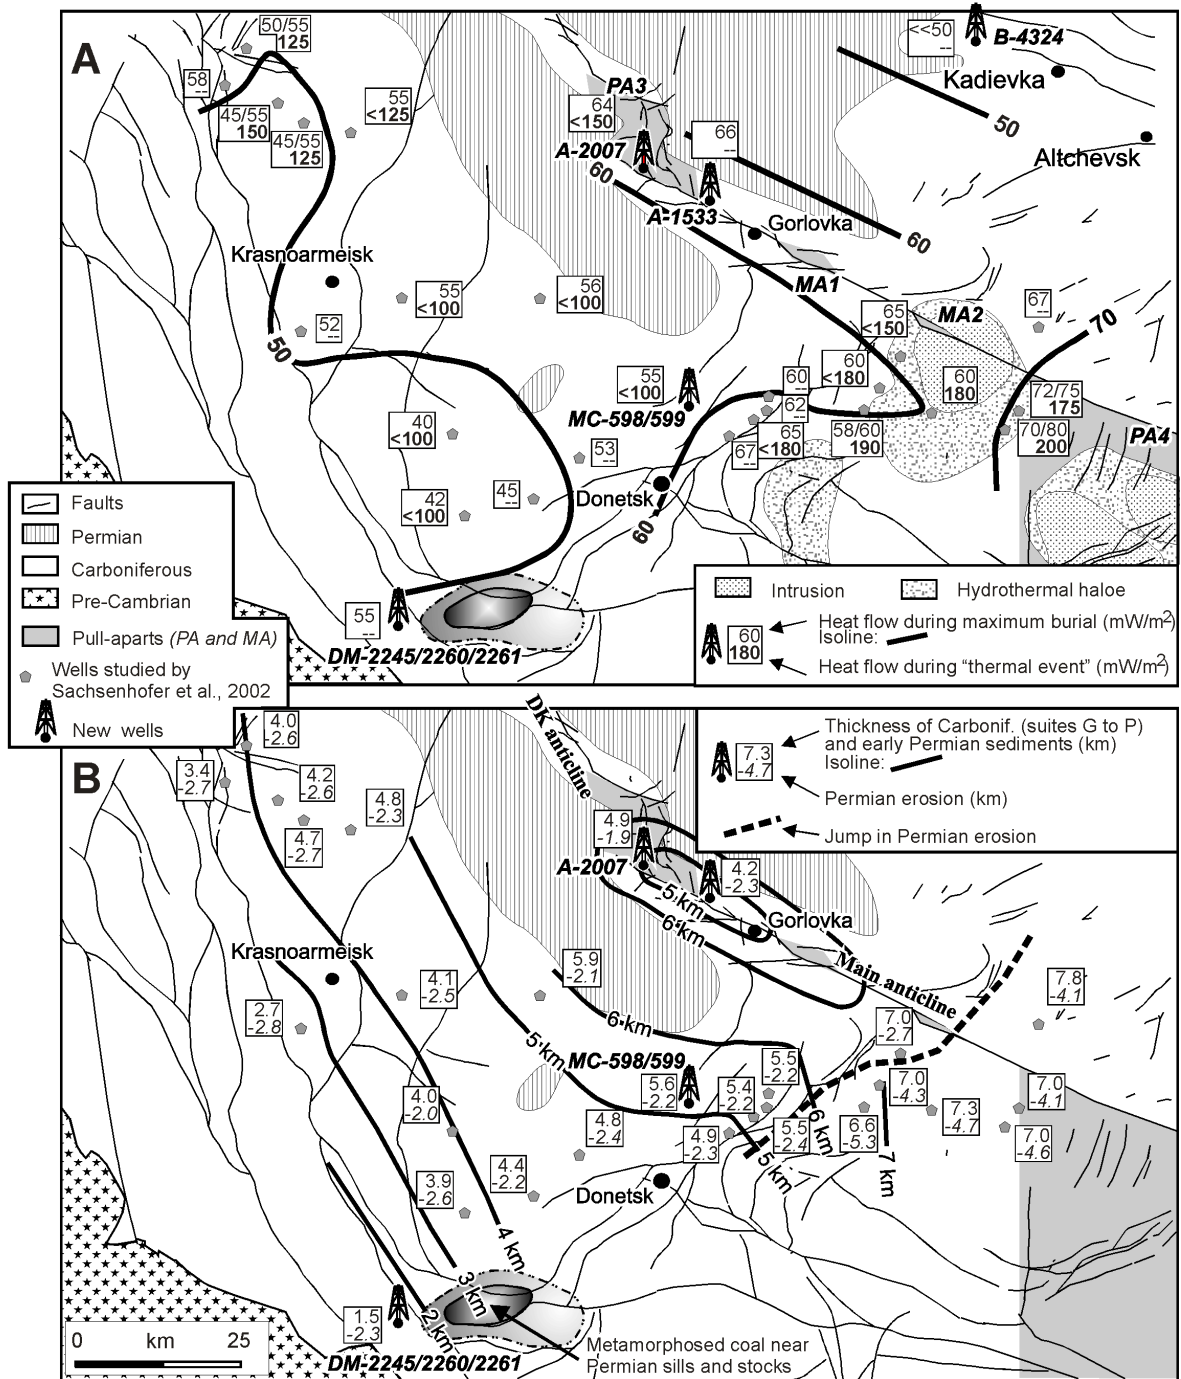 A
50/55
125
58
--
45/55
150
45/55
125
55
<125
PA3
64
<150
A-2007
66
--
A-1533
<<50
--
B-4324
Kadievka
50
Altchevsk
60
60
Gorlovka
Krasnoarmeisk
55
<100
56
<100
52
--
50
MA1
65
<150
MA2
67
--
70
55
<100
MC-598/599
60
--
62
--
60
<180
60
180
72/75
175
40
<100
53
--
67
--
65
<180
58/60
190
70/80
200
PA4
42
<100
45
--
Donetsk
60
55
--
DM-2245/2260/2261
Faults
Permian
Carboniferous
Pre-Cambrian
Pull-aparts (PA and MA)
Wells studied by
Sachsenhofer et al., 2002
New wells
Intrusion
Hydrothermal haloe
60
180
Heat flow during maximum burial (mW/m2)
Isoline:
Heat flow during “thermal event” (mW/m2)
B
4.0
-2.6
3.4
-2.7
4.2
-2.6
4.7
-2.7
4.8
-2.3
DK anticline
4.9
-1.9
A-2007
4.2
-2.3
5 km
6 km
Gorlovka
7.3
-4.7
Thickness of Carbonif. (suites G to P)
and early Permian sediments (km)
Isoline:
Permian erosion (km)
Jump in Permian erosion
Krasnoarmeisk
4.1
-2.5
5.9
-2.1
Main anticline
7.8
-4.1
2.7
-2.8
6 km
5 km
7.0
-2.7
MC-598/599
5.6
-2.2
5.4
-2.2
5.5
-2.2
7.0
-4.3
7.3
-4.7
7.0
-4.1
4.0
-2.0
4.8
-2.4
4.9
-2.3
5.5
-2.4
6 km
6.6
-5.3
7.0
-4.6
5 km
7 km
3.9
-2.6
4.4
-2.2
Donetsk
4 km
3 km
2 km
1.5
-2.3
DM-2245/2260/2261
0 km 25
Metamorphosed coal near
Permian sills and stocks